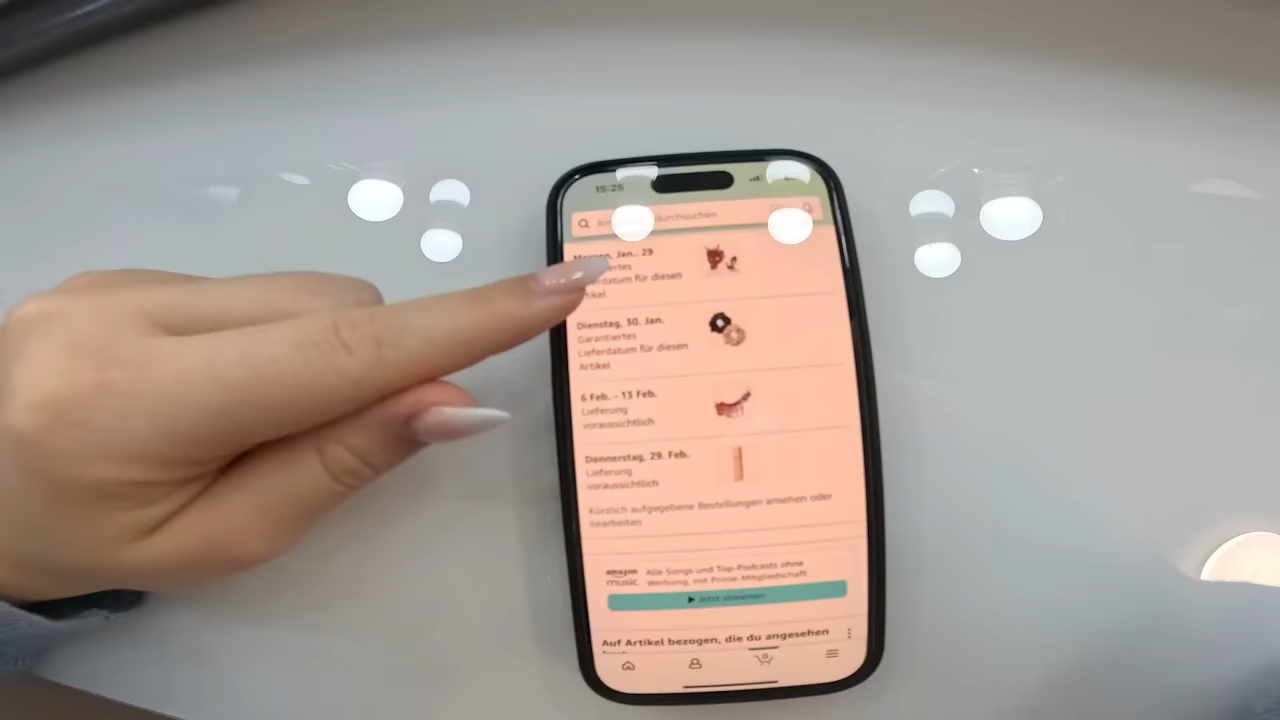 15:25
durchsuchen
Morgen, Jan.. 29
Lieferdatum für diesen
Dienstag, 30. Jan.
Garantiertes
Lieferdatum für diesen
Artikel
6 Feb. - 13 Feb.
Lieferung
voraussichtlich
Donnerstag, 29. Feb.
Lieferung
voraussichtlich
Kürzlich aufgegebene Bestellungen ansehen oder
bearbeiten
amazon
music
Alle Songs und Top-Podcasts ohne
Werbung, mit Prime-Mitgliedschaft.
Jetzt streamen
Auf Artikel bezogen, die du angesehen
0